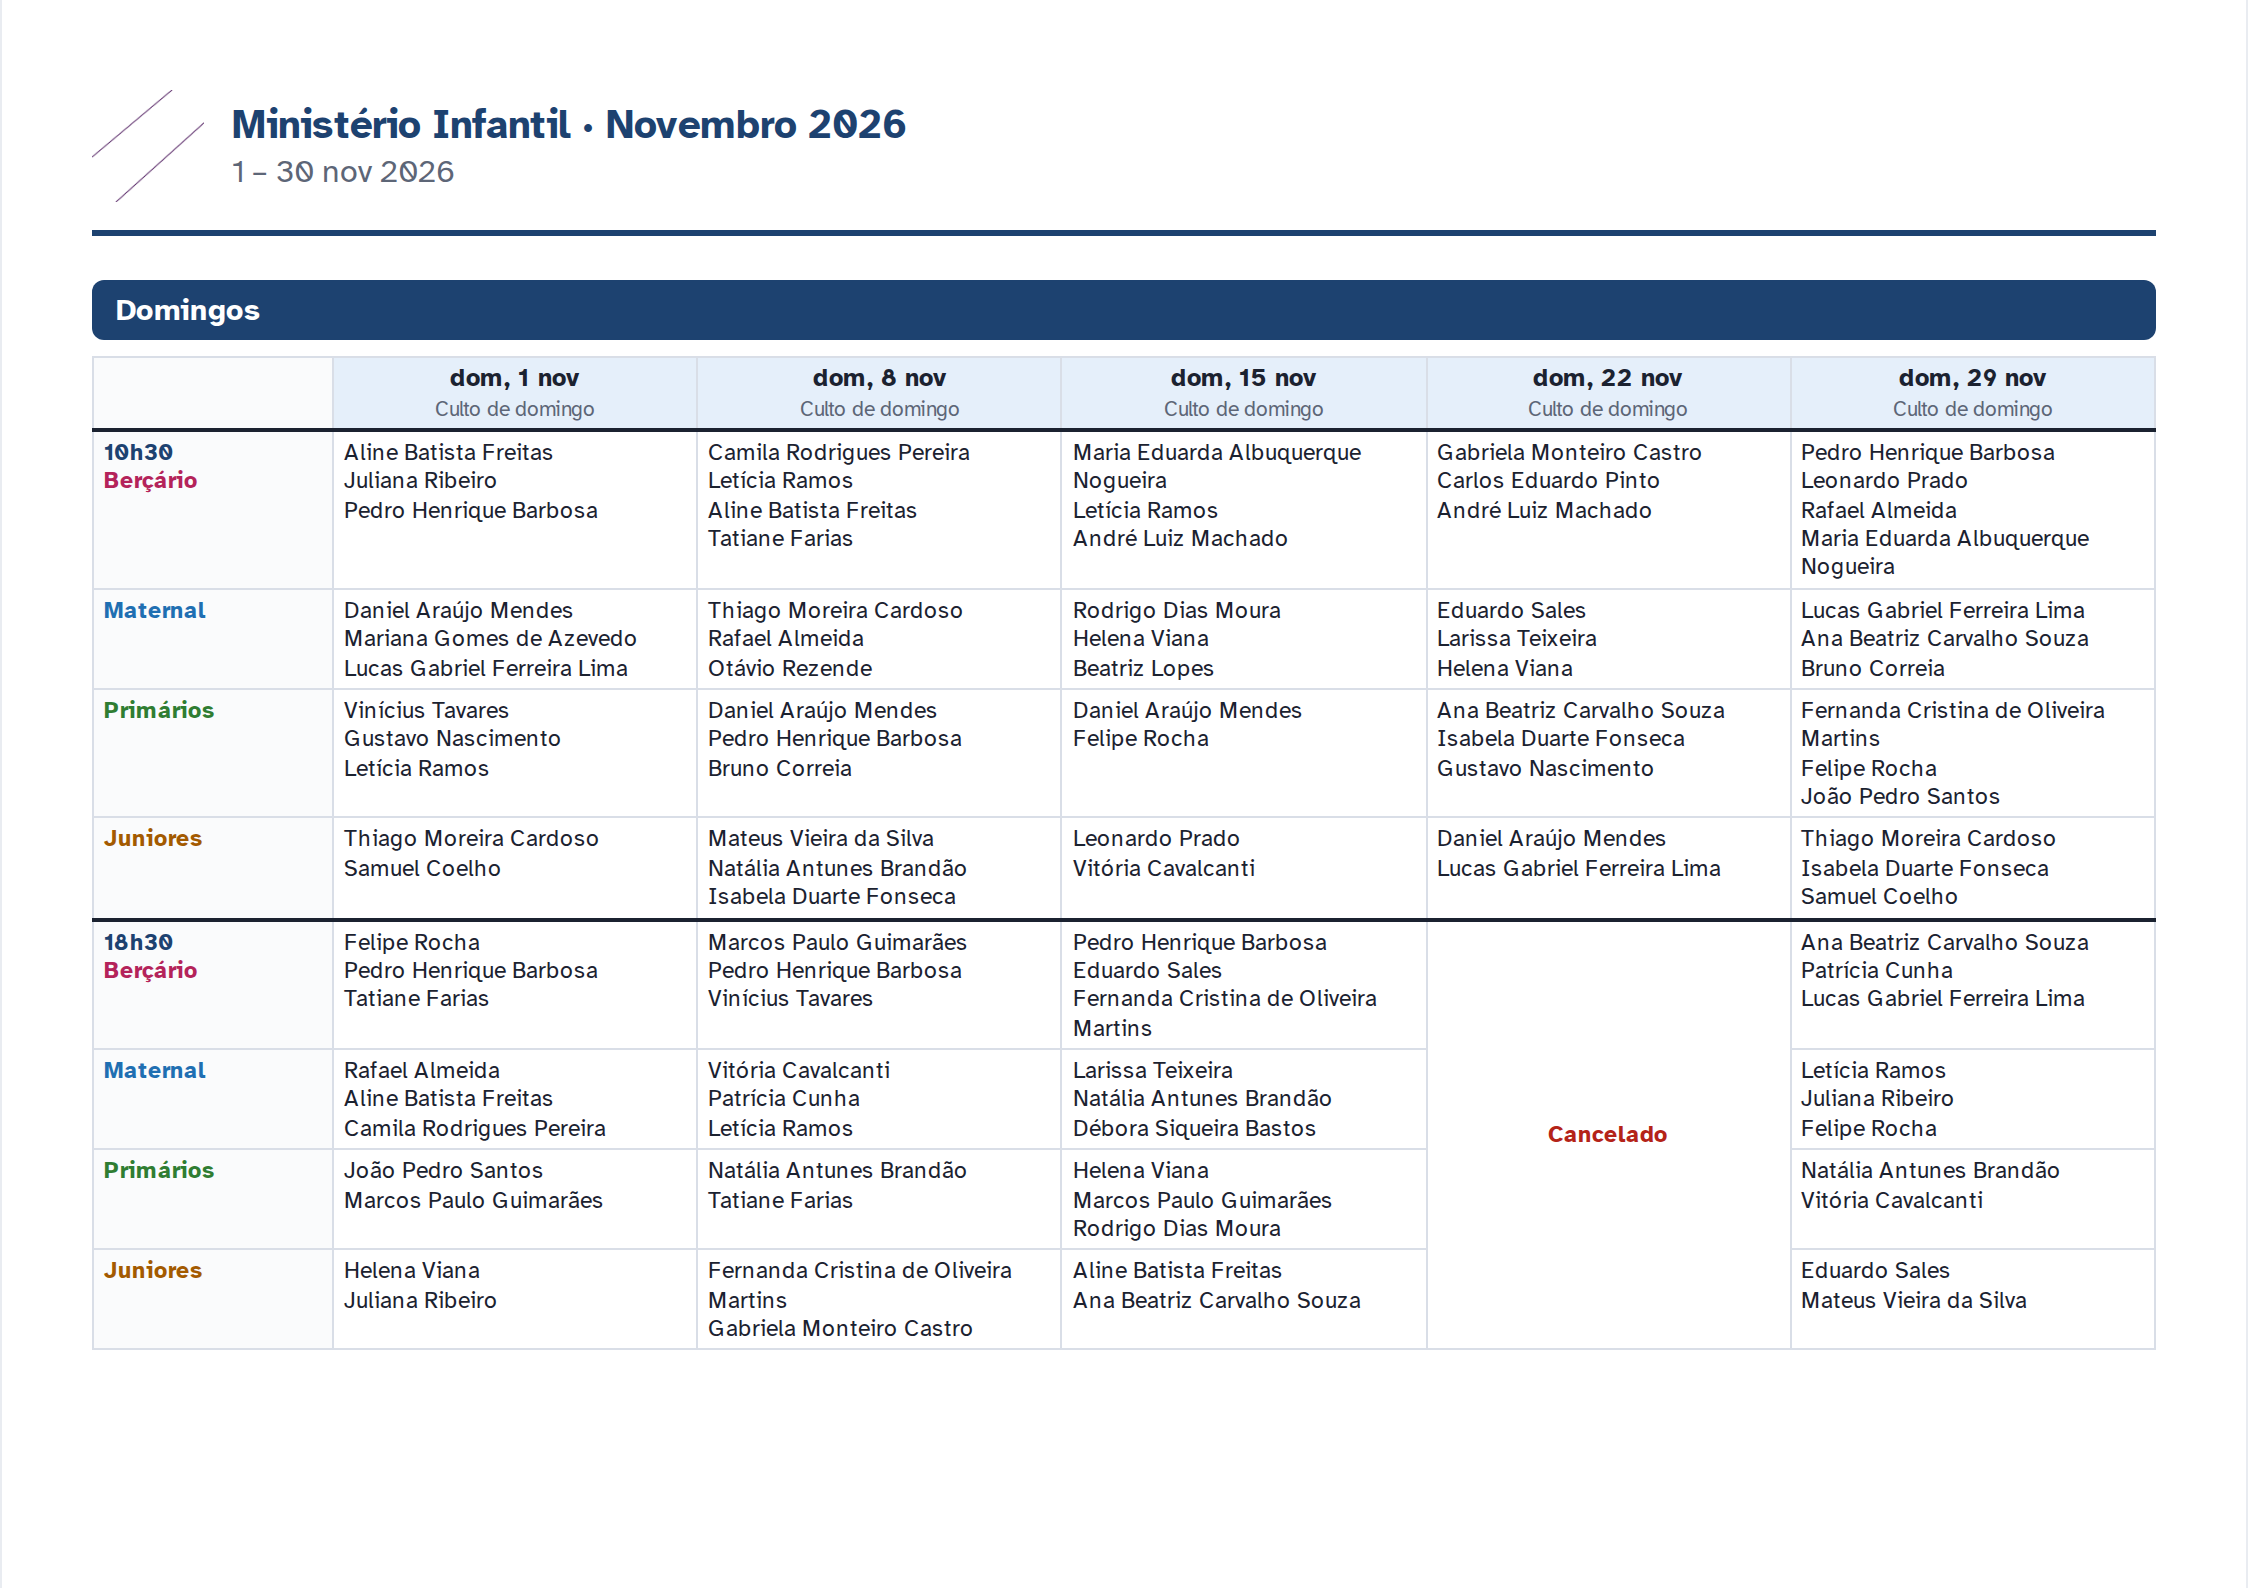 Ministério Infantil • Novembro 2026
1 – 30 nov 2026
Domingos
dom, 1 nov
Culto de domingo
dom, 8 nov
Culto de domingo
dom, 15 nov
Culto de domingo
dom, 22 nov
Culto de domingo
dom, 29 nov
Culto de domingo
10h30
Berçário
Aline Batista Freitas
Juliana Ribeiro
Pedro Henrique Barbosa
Camila Rodrigues Pereira
Letícia Ramos
Aline Batista Freitas
Tatiane Farias
Maria Eduarda Albuquerque
Nogueira
Letícia Ramos
André Luiz Machado
Gabriela Monteiro Castro
Carlos Eduardo Pinto
André Luiz Machado
Pedro Henrique Barbosa
Leonardo Prado
Rafael Almeida
Maria Eduarda Albuquerque
Nogueira
Maternal
Daniel Araújo Mendes
Mariana Gomes de Azevedo
Lucas Gabriel Ferreira Lima
Thiago Moreira Cardoso
Rafael Almeida
Otávio Rezende
Rodrigo Dias Moura
Helena Viana
Beatriz Lopes
Eduardo Sales
Larissa Teixeira
Helena Viana
Lucas Gabriel Ferreira Lima
Ana Beatriz Carvalho Souza
Bruno Correia
Primários
Vinícius Tavares
Gustavo Nascimento
Letícia Ramos
Daniel Araújo Mendes
Pedro Henrique Barbosa
Bruno Correia
Daniel Araújo Mendes
Felipe Rocha
Ana Beatriz Carvalho Souza
Isabela Duarte Fonseca
Gustavo Nascimento
Fernanda Cristina de Oliveira
Martins
Felipe Rocha
João Pedro Santos
Juniores
Thiago Moreira Cardoso
Samuel Coelho
Mateus Vieira da Silva
Natália Antunes Brandão
Isabela Duarte Fonseca
Leonardo Prado
Vitória Cavalcanti
Daniel Araújo Mendes
Lucas Gabriel Ferreira Lima
Thiago Moreira Cardoso
Isabela Duarte Fonseca
Samuel Coelho
18h30
Berçário
Felipe Rocha
Pedro Henrique Barbosa
Tatiane Farias
Marcos Paulo Guimarães
Pedro Henrique Barbosa
Vinícius Tavares
Pedro Henrique Barbosa
Eduardo Sales
Fernanda Cristina de Oliveira
Martins
Cancelado
Ana Beatriz Carvalho Souza
Patrícia Cunha
Lucas Gabriel Ferreira Lima
Maternal
Rafael Almeida
Aline Batista Freitas
Camila Rodrigues Pereira
Vitória Cavalcanti
Patrícia Cunha
Letícia Ramos
Larissa Teixeira
Natália Antunes Brandão
Débora Siqueira Bastos
Letícia Ramos
Juliana Ribeiro
Felipe Rocha
Primários
João Pedro Santos
Marcos Paulo Guimarães
Natália Antunes Brandão
Tatiane Farias
Helena Viana
Marcos Paulo Guimarães
Rodrigo Dias Moura
Natália Antunes Brandão
Vitória Cavalcanti
Juniores
Helena Viana
Juliana Ribeiro
Fernanda Cristina de Oliveira
Martins
Gabriela Monteiro Castro
Aline Batista Freitas
Ana Beatriz Carvalho Souza
Eduardo Sales
Mateus Vieira da Silva